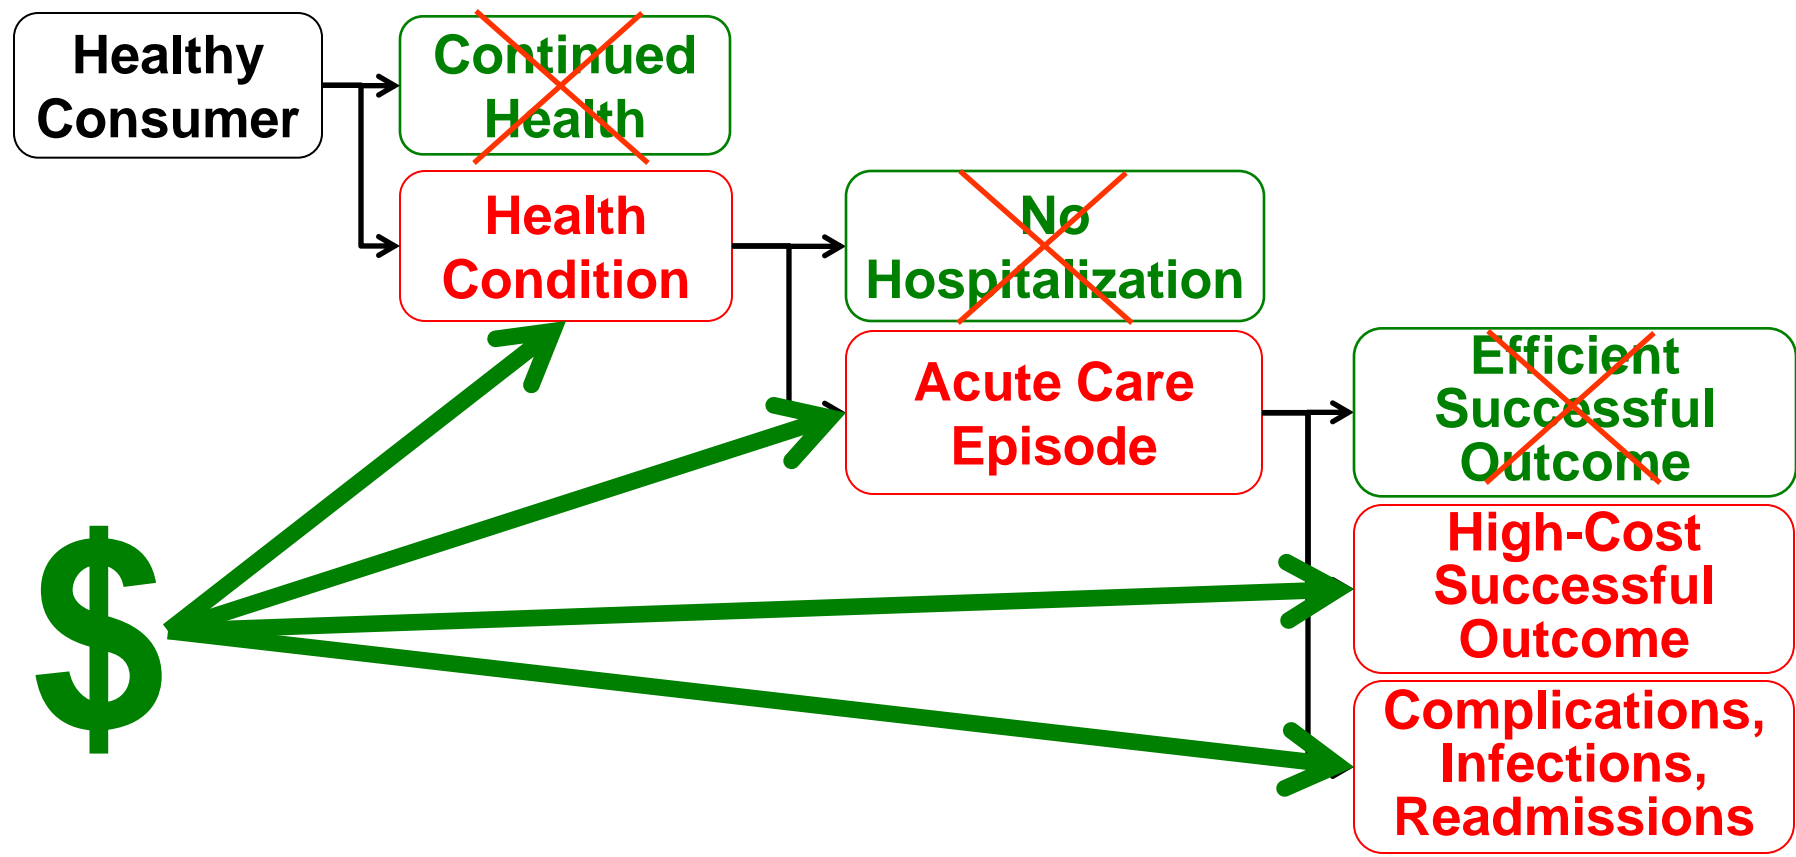 Healthy
Consumer
Continued
Health
Health
Condition
No
Hospitalization
Acute Care
Episode
Efficient
Successful
Outcome
High-Cost
Successful
Outcome
Complications,
Infections,
Readmissions
$